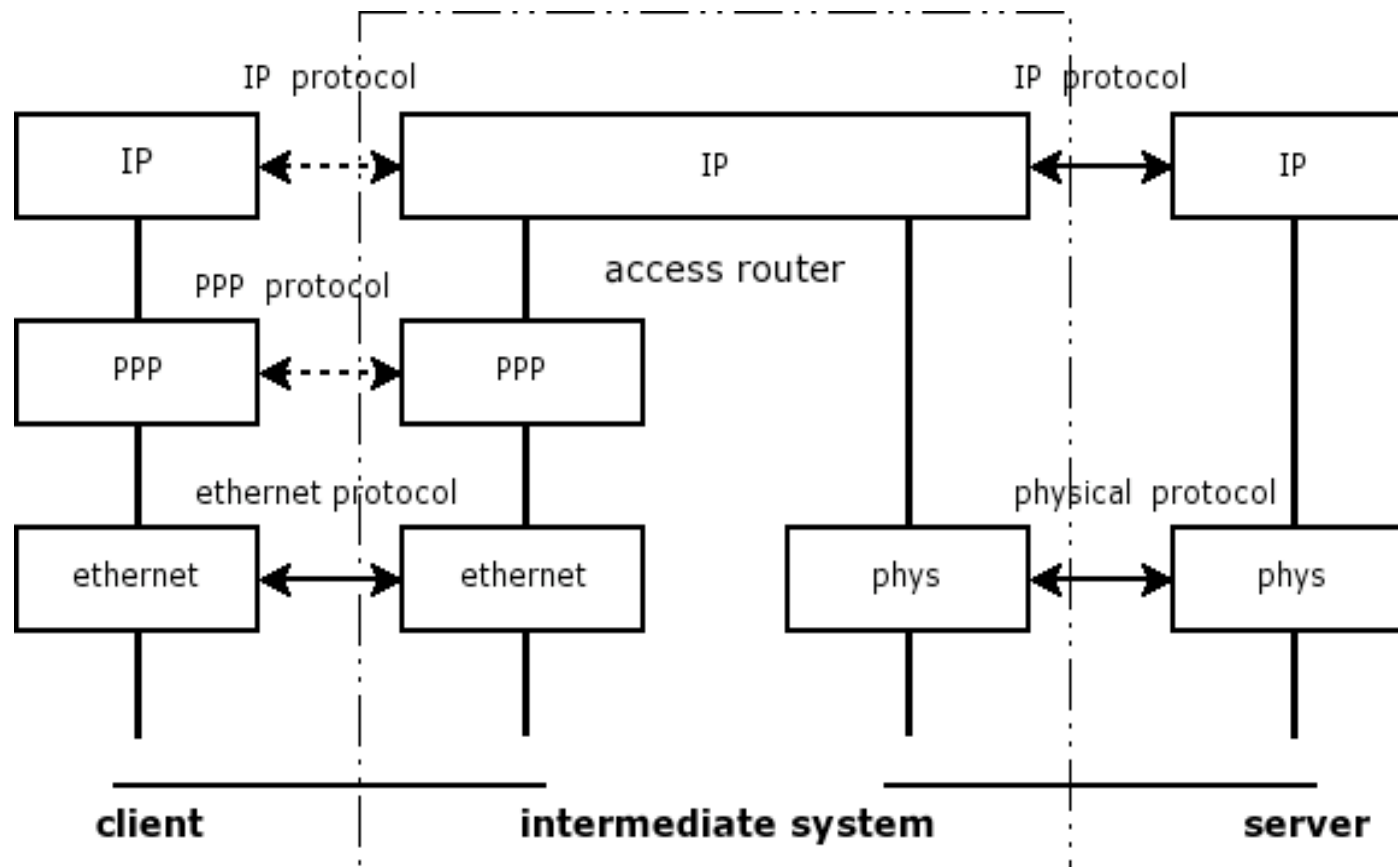 IP protocol
IP protocol
IP
IP
IP
access router
PPP protocol
PPP
PPP
ethernet protocol
physical protocol
ethernet
ethernet
phys
phys
client
intermediate system
server